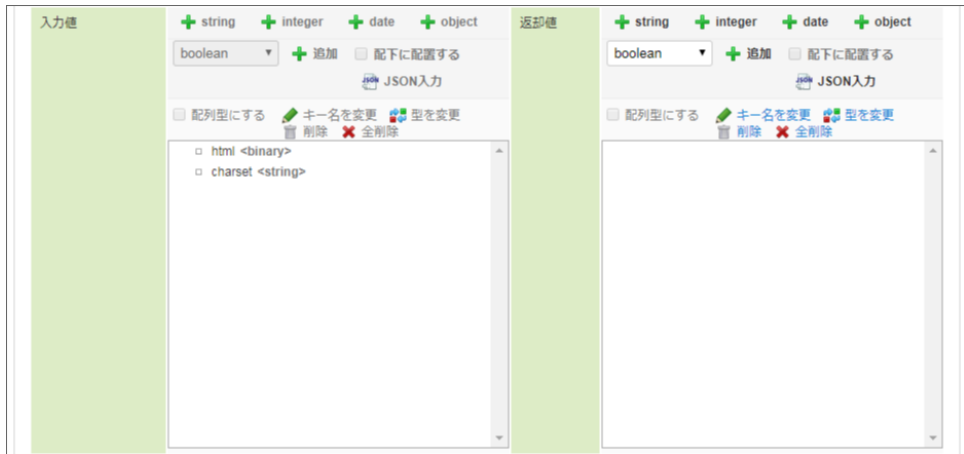 入力値
string integer date object
boolean 追加 配下に配置する
JSON入力
配列型にする キー名を変更 型を変更
削除 全削除
html <binary>
charset <string>
返却値
string integer date object
boolean 追加 配下に配置する
JSON入力
配列型にする キー名を変更 型を変更
削除 全削除